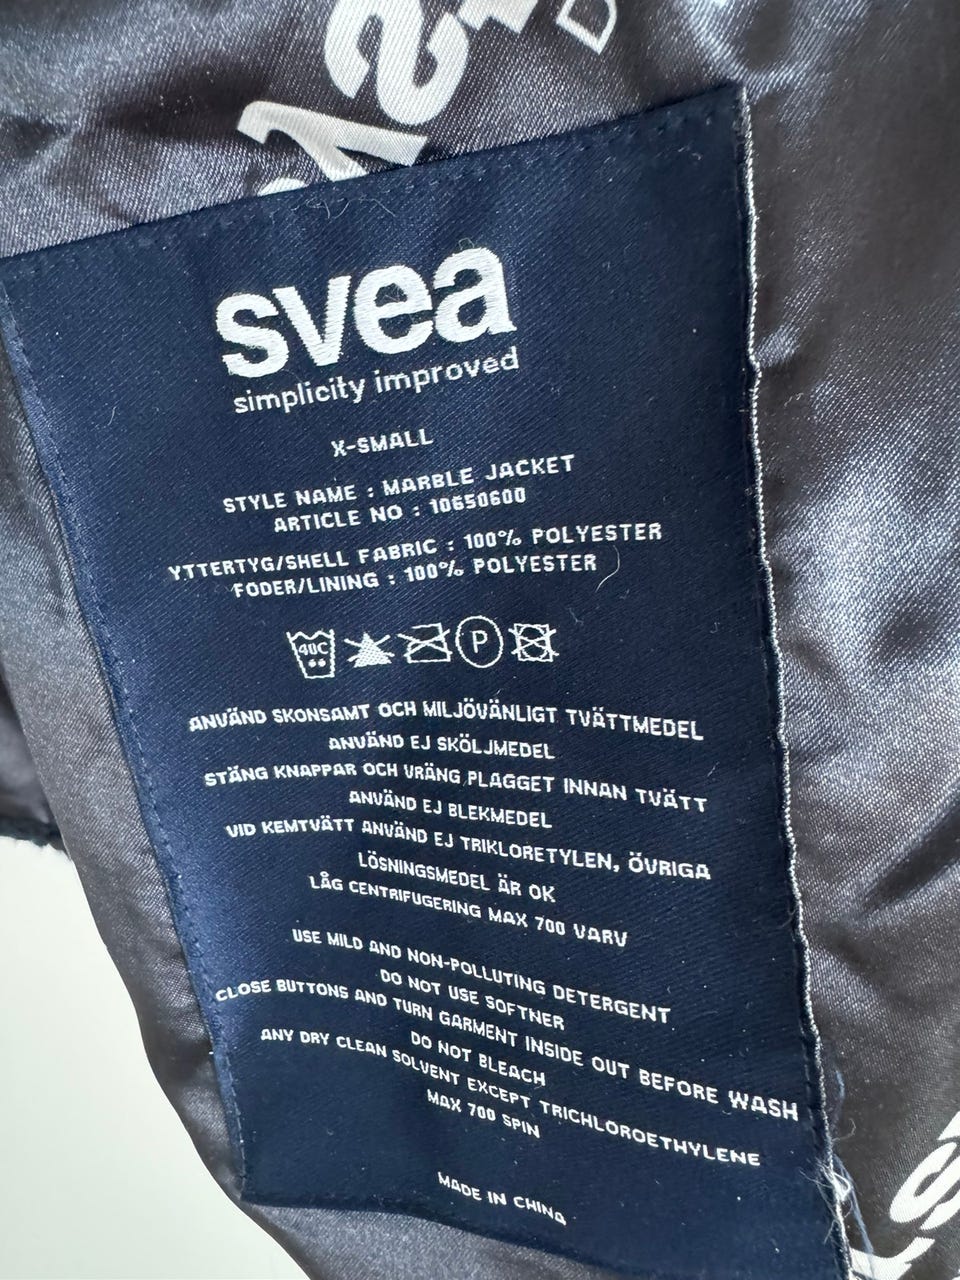 svea
simplicity improved
X-SMALL
STYLE NAME : MARBLE JACKET
ARTICLE NO : 10650600
YTTERTYG/SHELL FABRIC : 100% POLYESTER
FODER/LINING : 100% POLYESTER
40C P
ANVÄND SKONSAMT OCH MILJÖVÄNLIGT TVÄTTMEDEL
ANVÄND EJ SKÖLJMEDEL
STÄNG KNAPPAR OCH VRÄNG PLAGGET INNAN TVÄTT
ANVÄND EJ BLEKMEDEL
VID KEMTVÄTT ANVÄND EJ TRIKLORETYLEN, ÖVRIGA
LÖSNINGSMEDEL ÄR OK
LÅG CENTRIFUGERING MAX 700 VARV
USE MILD AND NON-POLLUTING DETERGENT
DO NOT USE SOFTNER
CLOSE BUTTONS AND TURN GARMENT INSIDE OUT BEFORE WASH
DO NOT BLEACH
ANY DRY CLEAN SOLVENT EXCEPT TRICHLOROETHYLENE
MAX 700 SPIN
MADE IN CHINA